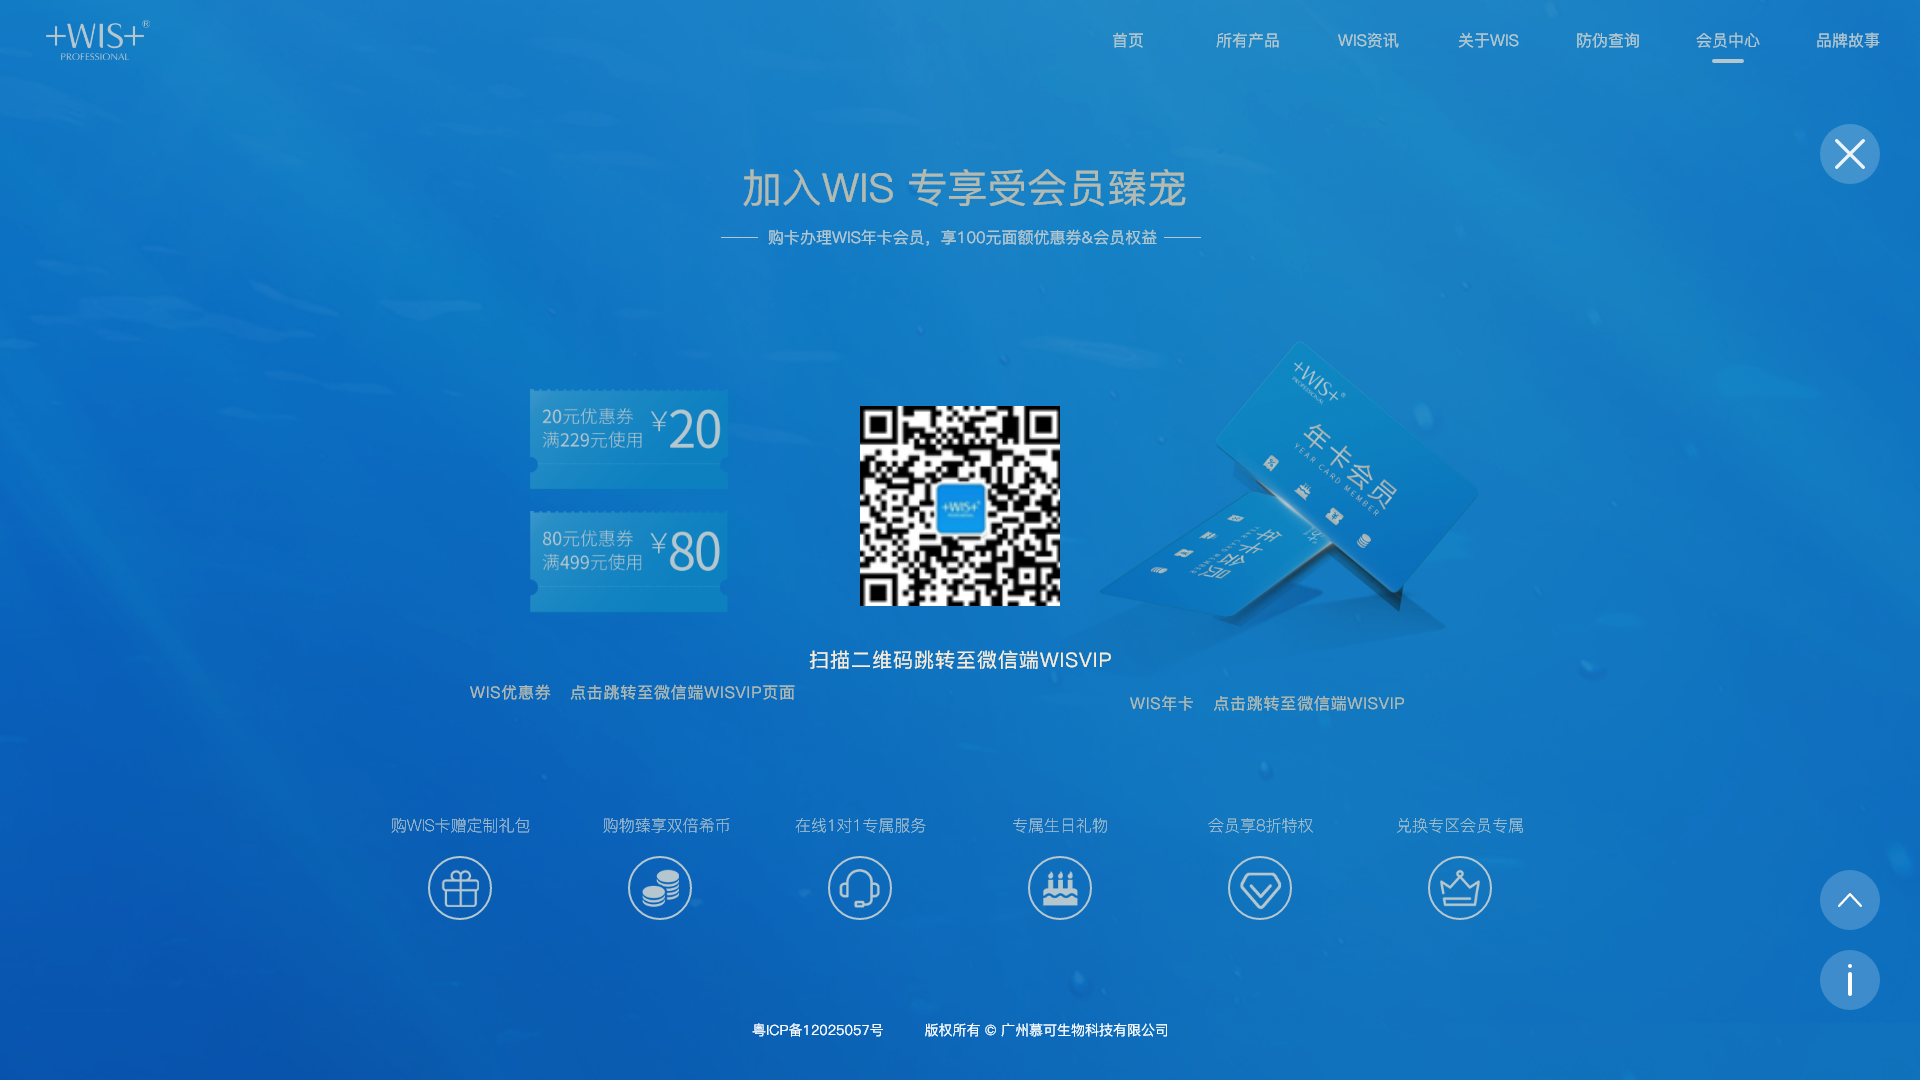 +WIS+®
PROFESSIONAL
首页
所有产品
WIS资讯
关于WIS
防伪查询
会员中心
品牌故事
加入WIS 专享受会员臻宠
购卡办理WIS年卡会员，享100元面额优惠券&会员权益
20元优惠券
满229元使用
¥20
80元优惠券
满499元使用
¥80
+WIS+
+WIS+®
PROFESSIONAL
年卡会员
YEAR CARD MEMBER
年卡会员
扫描二维码跳转至微信端WISVIP
WIS优惠券 点击跳转至微信端WISVIP页面
WIS年卡 点击跳转至微信端WISVIP
购WIS卡赠定制礼包
购物臻享双倍希币
在线1对1专属服务
专属生日礼物
会员享8折特权
兑换专区会员专属
粤ICP备12025057号 版权所有 © 广州慕可生物科技有限公司